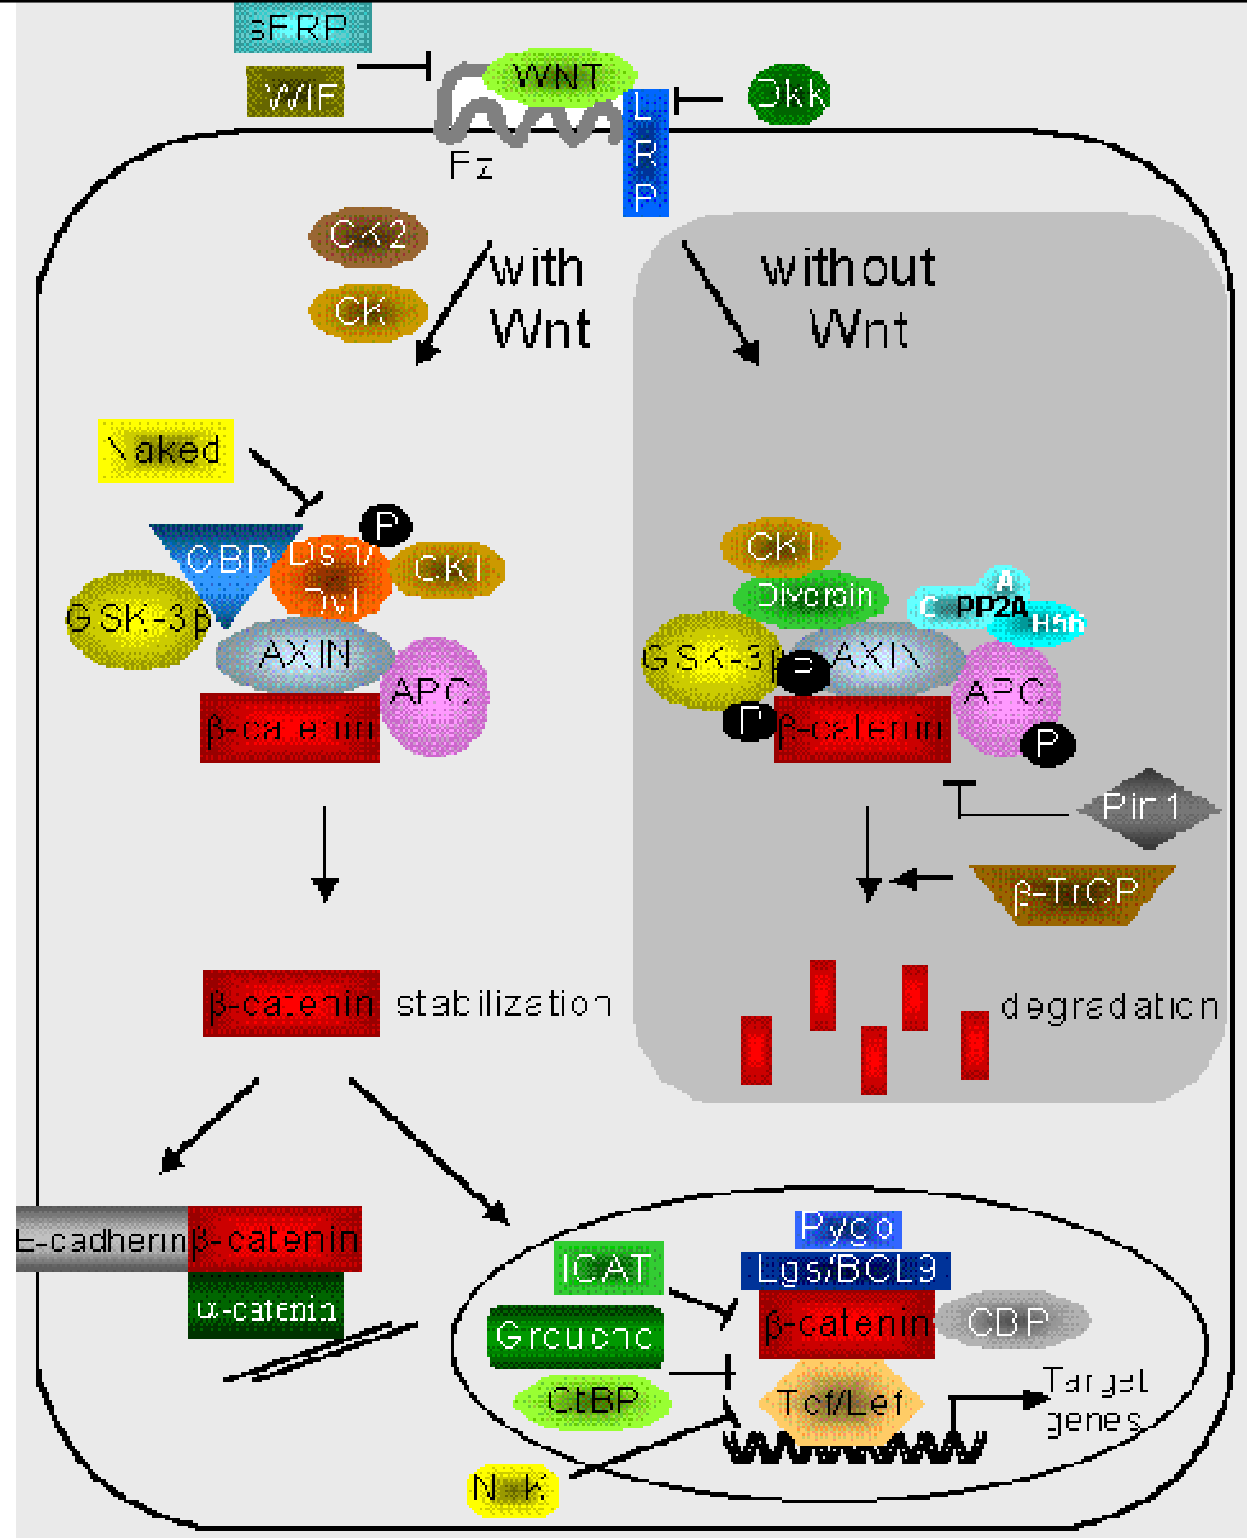 sFRP
WNT
WIF
Dkk
L
R
P
Fz
CK2
with
Wnt
without
Wnt
CK
Naked
P
CBP
Dsh/
Dvl
CKI
GSK-3β
AXIN
APC
β-catenin
CKI
Diversin
A
C
PP2A
GSK-3β
P
AXIN
APC
P
β-catenin
P
Pin1
β-TrCP
β-catenin
stabilization
degradation
E-cadherin
β-catenin
α-catenin
Pygo
ICAT
Lgs/BCL9
β-catenin
CBP
Groucho
CtBP
Tcf/Lef
Target
genes